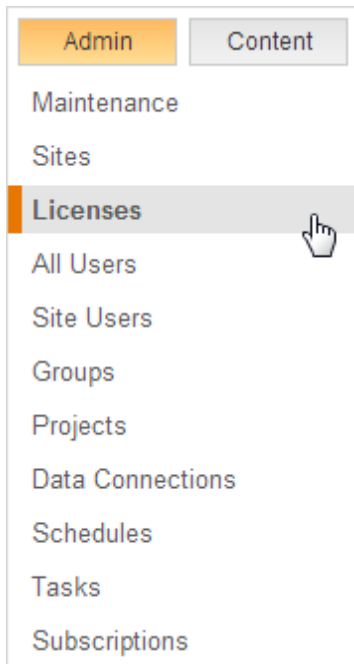 Admin Content
Maintenance
Sites
Licenses
All Users
Site Users
Groups
Projects
Data Connections
Schedules
Tasks
Subscriptions